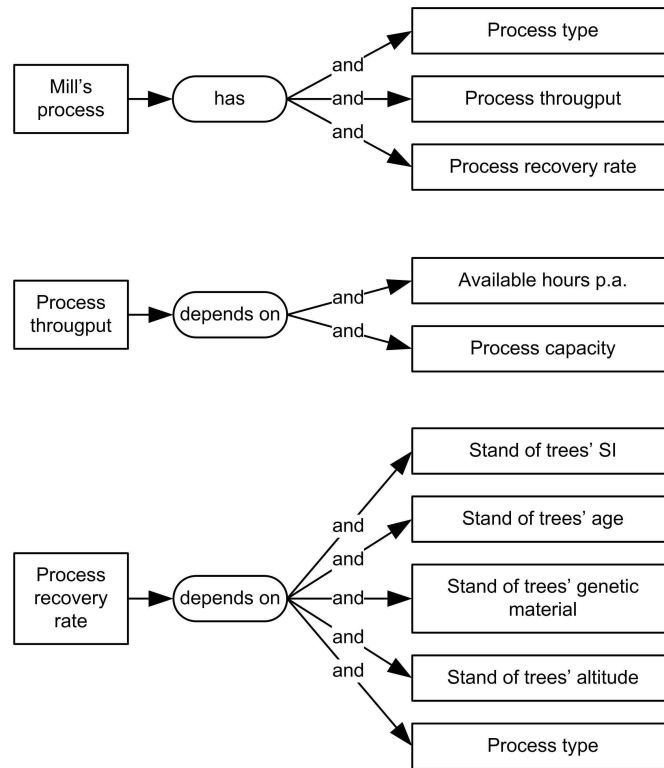 Process type
and
Mill's
process
has
and
Process througput
and
Process recovery rate
Available hours p.a.
and
Process
througput
depends on
and
Process capacity
Stand of trees’ SI
and
Stand of trees’ age
and
Process
recovery
rate
depends on
and
Stand of trees’ genetic
material
and
Stand of trees’ altitude
and
Process type